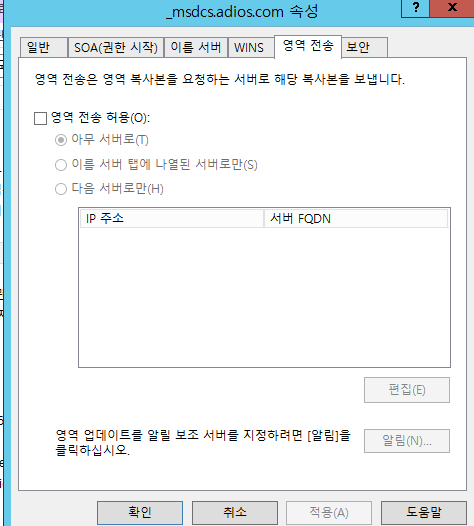 _msdcs.adios.com 속성
? x
일반 SOA(권한 시작) 이름 서버 WINS 영역 전송 보안
영역 전송은 영역 복사본을 요청하는 서버로 해당 복사본을 보냅니다.
영역 전송 허용(O):
아무 서버로(T)
이름 서버 탭에 나열된 서버로만(S)
다음 서버로만(H)
IP 주소 서버 FQDN
편집(E)
영역 업데이트를 알릴 보조 서버를 지정하려면 [알림]을
클릭하십시오.
알림(N)...
확인 취소 적용(A) 도움말